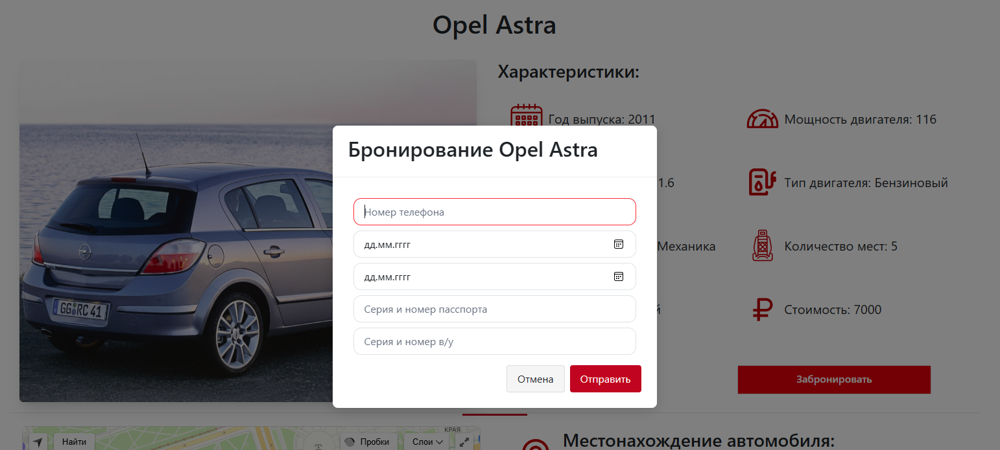 Opel Astra
Характеристики:
Год выпуска: 2011
Мощность двигателя: 116
Бронирование Opel Astra
1.6
Тип двигателя: Бензиновый
Номер телефона
дд.мм.гггг
Механика
Количество мест: 5
дд.мм.гггг
GG RC 41
Серия и номер паспорта
й
Стоимость: 7000
Серия и номер в/у
Отмена
Отправить
Забронировать
КРАЯ
Найти
Пробки
Слои
Местонахождение автомобиля: